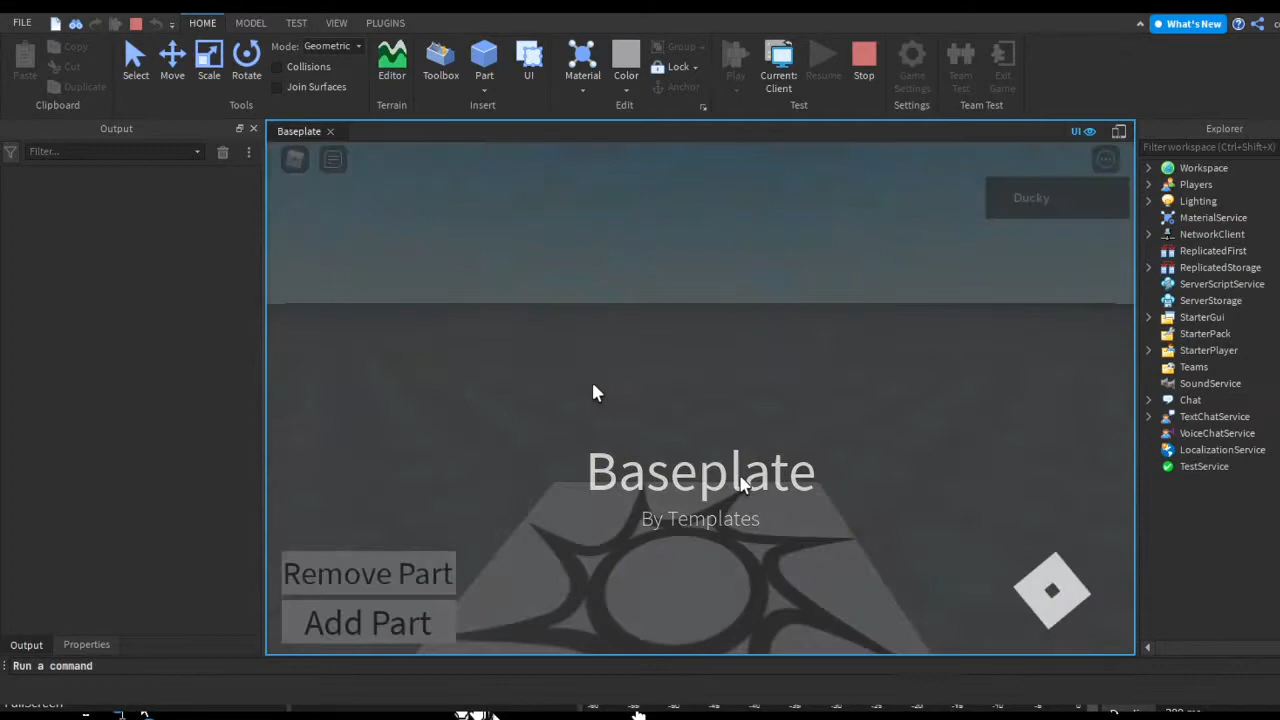 FILE HOME MODEL TEST VIEW PLUGINS What's New
Copy Mode: Geometric Group
Cut Collisions Lock
Paste Duplicate Select Move Scale Rotate Join Surfaces Editor Toolbox Part UI Material Color Anchor Play Current: Client Resume Stop Game Settings Team Test Exit Game
Clipboard Tools Terrain Insert Edit Test Settings Team Test
Output Baseplate UI Explorer
Filter... Filter workspace (Ctrl+Shift+X)
Workspace
Players
Ducky
Lighting
MaterialService
NetworkClient
ReplicatedFirst
ReplicatedStorage
ServerScriptService
ServerStorage
StarterGui
StarterPack
StarterPlayer
Teams
SoundService
Chat
TextChatService
VoiceChatService
LocalizationService
TestService
Baseplate
By Templates
Remove Part
Add Part
Output Properties
Run a command